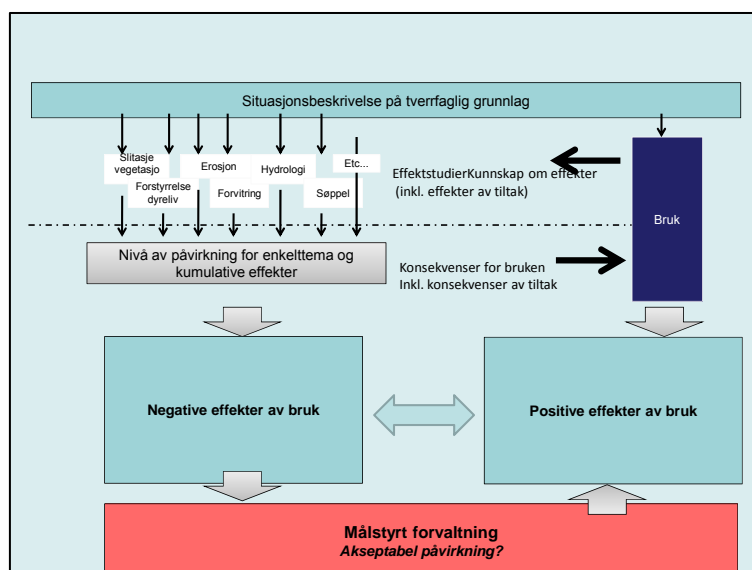 Situasjonsbeskrivelse på tverrfaglig grunnlag
Slitasje
vegetasjo
Forstyrrelse
dyreliv
Erosjon
Forvitring
Hydrologi
Søppel
Etc...
EffektstudierKunnskap om effekter
(inkl. effekter av tiltak)
Bruk
Nivå av påvirkning for enkelttema og
kumulative effekter
Konsekvenser for bruken
Inkl. konsekvenser av tiltak
Negative effekter av bruk
Positive effekter av bruk
Målstyrt forvaltning
Akseptabel påvirkning?